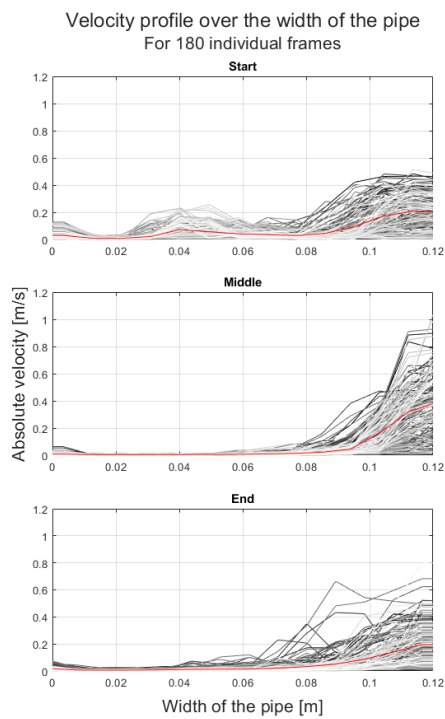 Velocity profile over the width of the pipe
For 180 individual frames
Start
1.2
1
0.8
0.6
0.4
0.2
0
0 0.02 0.04 0.06 0.08 0.1 0.12
Middle
1.2
1
0.8
0.6
0.4
0.2
0
0 0.02 0.04 0.06 0.08 0.1 0.12
Absolute velocity [m/s]
End
1.2
1
0.8
0.6
0.4
0.2
0
0 0.02 0.04 0.06 0.08 0.1 0.12
Width of the pipe [m]